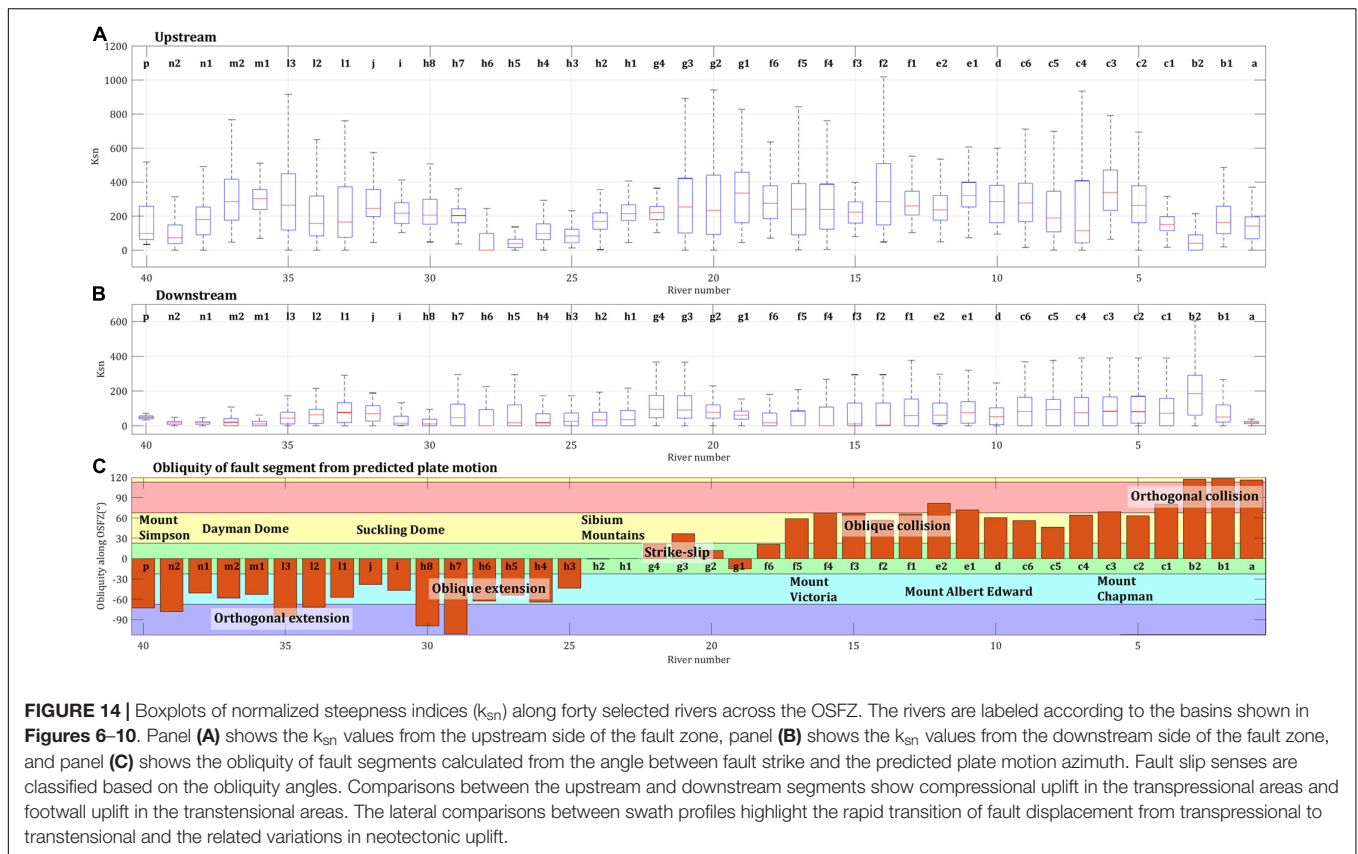 A
Upstream
1200
p n2 n1 m2 m1 l3 l2 l1 j i h8 h7 h6 h5 h4 h3 h2 h1 g4 g3 g2 g1 f6 f5 f4 f3 f2 f1 e2 e1 d c6 c5 c4 c3 c2 c1 b2 b1 a
1000
800
600
400
200
0
Ksn
40 35 30 25 20 15 10 5
River number
B
Downstream
p n2 n1 m2 m1 l3 l2 l1 j i h8 h7 h6 h5 h4 h3 h2 h1 g4 g3 g2 g1 f6 f5 f4 f3 f2 f1 e2 e1 d c6 c5 c4 c3 c2 c1 b2 b1 a
600
400
200
0
Ksn
40 35 30 25 20 15 10 5
River number
C
Obliquity of fault segment from predicted plate motion
120
90
60
30
0
-30
-60
-90
Obliquity along OSFZ(°)
Orthogonal collision
Mount
Simpson
Dayman Dome
Suckling Dome
Sibium
Mountains
Oblique collision
Strike-slip
p n2 n1 m2 m1 l3 l2 l1 j i h8 h7 h6 h5 h4 h3 h2 h1 g4 g3 g2 g1 f6 f5 f4 f3 f2 f1 e2 e1 d c6 c5 c4 c3 c2 c1 b2 b1 a
Oblique extension
Mount
Victoria
Mount Albert Edward
Mount
Chapman
Orthogonal extension
40 35 30 25 20 15 10 5
River number
FIGURE 14 | Boxplots of normalized steepness indices (ksn) along forty selected rivers across the OSFZ. The rivers are labeled according to the basins shown in
Figures 6–10. Panel (A) shows the ksn values from the upstream side of the fault zone, panel (B) shows the ksn values from the downstream side of the fault zone,
and panel (C) shows the obliquity of fault segments calculated from the angle between fault strike and the predicted plate motion azimuth. Fault slip senses are
classified based on the obliquity angles. Comparisons between the upstream and downstream segments show compressional uplift in the transpressional areas and
footwall uplift in the transtensional areas. The lateral comparisons between swath profiles highlight the rapid transition of fault displacement from transpressional to
transtensional and the related variations in neotectonic uplift.